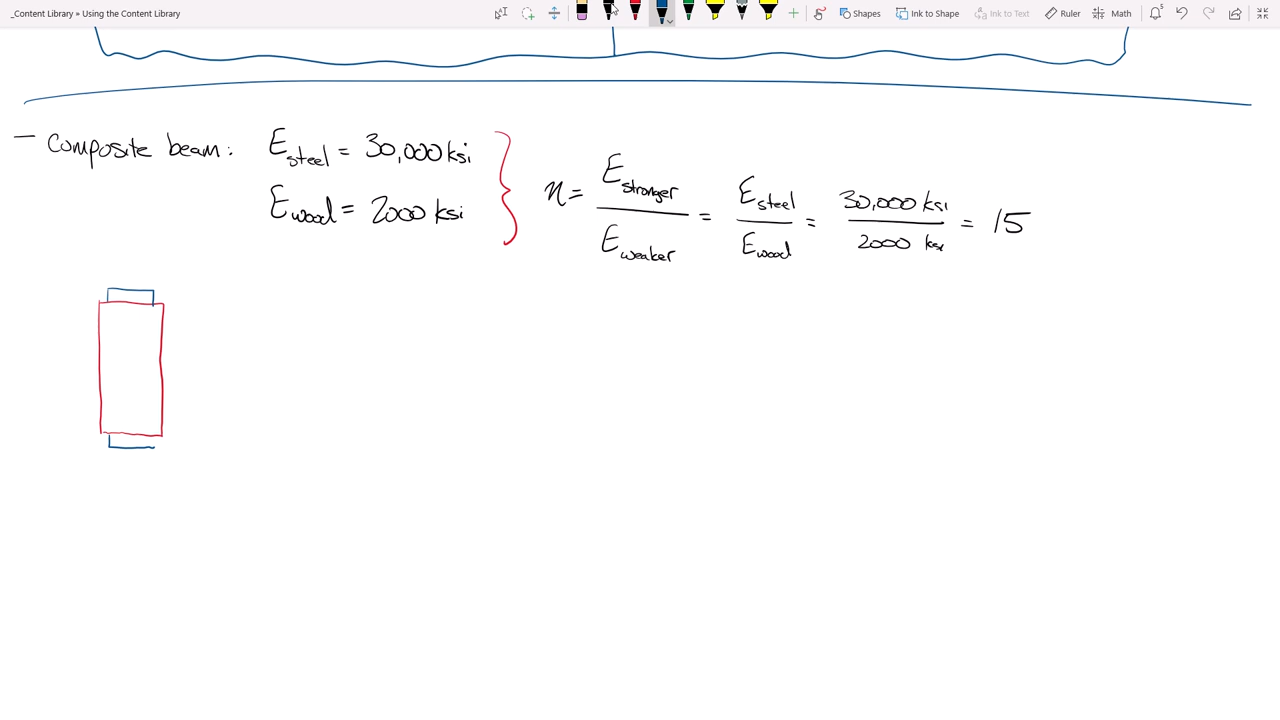 _Content Library » Using the Content Library
Shapes
Ink to Shape
Ink to Text
Ruler
Math
5
— Composite beam: E steel = 30,000 ksi
E wood = 2000 ksi
n = E stronger / E weaker = E steel / E wood = 30,000 ksi / 2000 ksi = 15